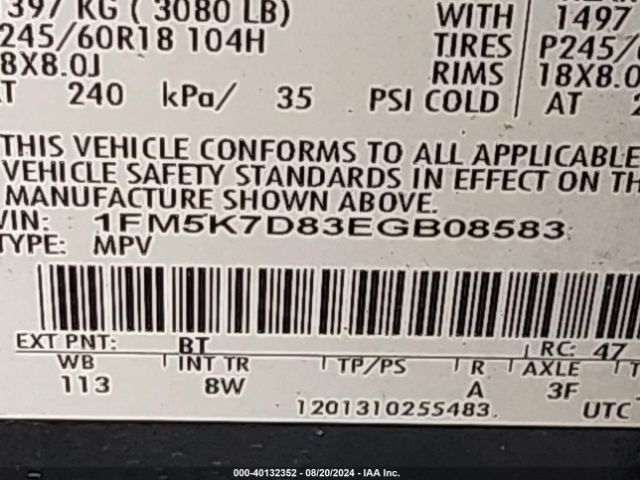 KG ( 3080 LB)
WITH 1497
245/60R18 104H
TIRES P245/
8X8.0J
RIMS 18X8.0
240 kPa/ 35 PSI COLD AT
THIS VEHICLE CONFORMS TO ALL APPLICABLE
VEHICLE SAFETY STANDARDS IN EFFECT ON
MANUFACTURE SHOWN ABOVE.
VIN: 1FM5K7D83EGB08583
TYPE: MPV
EXT PNT: BT RC: 47
WB INT TR TP/PS R AXLE
113 8W A 3F
1201310255483 UTC
000-40132352 - 08/20/2024 - IAA Inc.